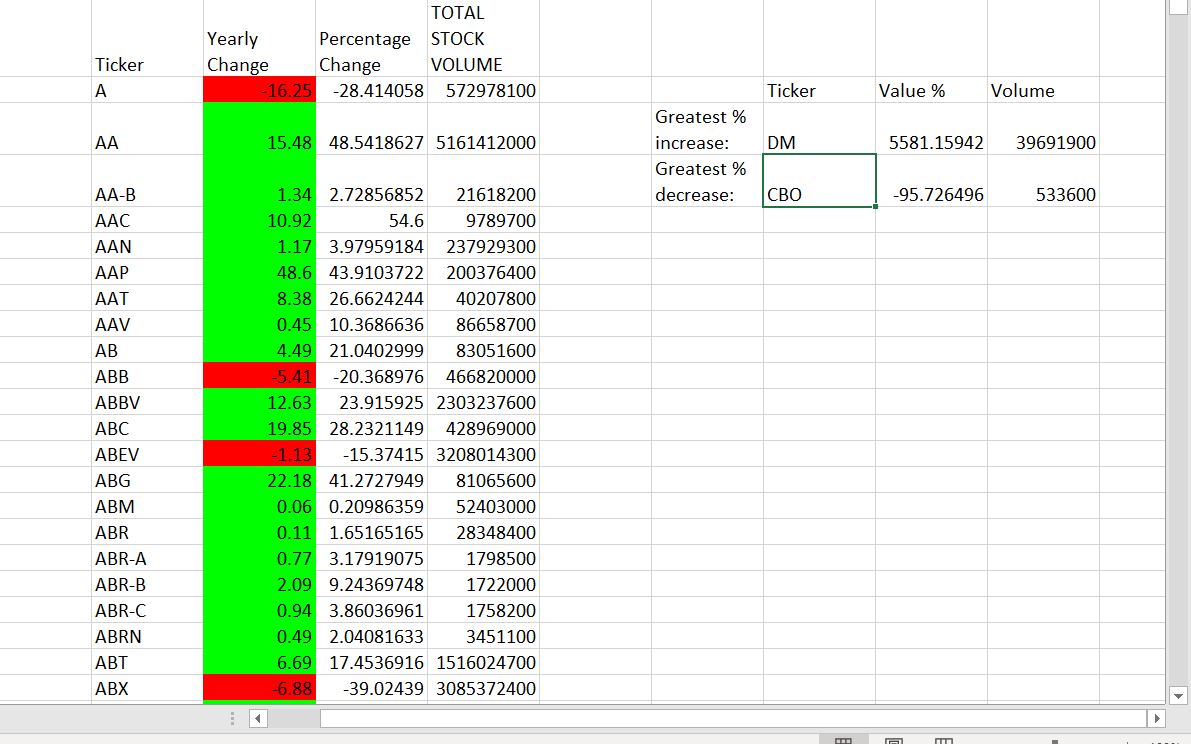 TOTAL
Yearly Percentage STOCK
Ticker Change Change VOLUME
A -16.25 -28.414058 572978100 Ticker Value % Volume
Greatest %
AA 15.48 48.5418627 5161412000 increase: DM 5581.15942 39691900
Greatest %
AA-B 1.34 2.72856852 21618200 decrease: CBO -95.726496 533600
AAC 10.92 54.6 9789700
AAN 1.17 3.97959184 237929300
AAP 48.6 43.9103722 200376400
AAT 8.38 26.6624244 40207800
AAV 0.45 10.3686636 86658700
AB 4.49 21.0402999 83051600
ABB -5.41 -20.368976 466820000
ABBV 12.63 23.915925 2303237600
ABC 19.85 28.2321149 428969000
ABEV -1.13 -15.37415 3208014300
ABG 22.18 41.2727949 81065600
ABM 0.06 0.20986359 52403000
ABR 0.11 1.65165165 28348400
ABR-A 0.77 3.17919075 1798500
ABR-B 2.09 9.24369748 1722000
ABR-C 0.94 3.86036961 1758200
ABRN 0.49 2.04081633 3451100
ABT 6.69 17.4536916 1516024700
ABX -6.88 -39.02439 3085372400